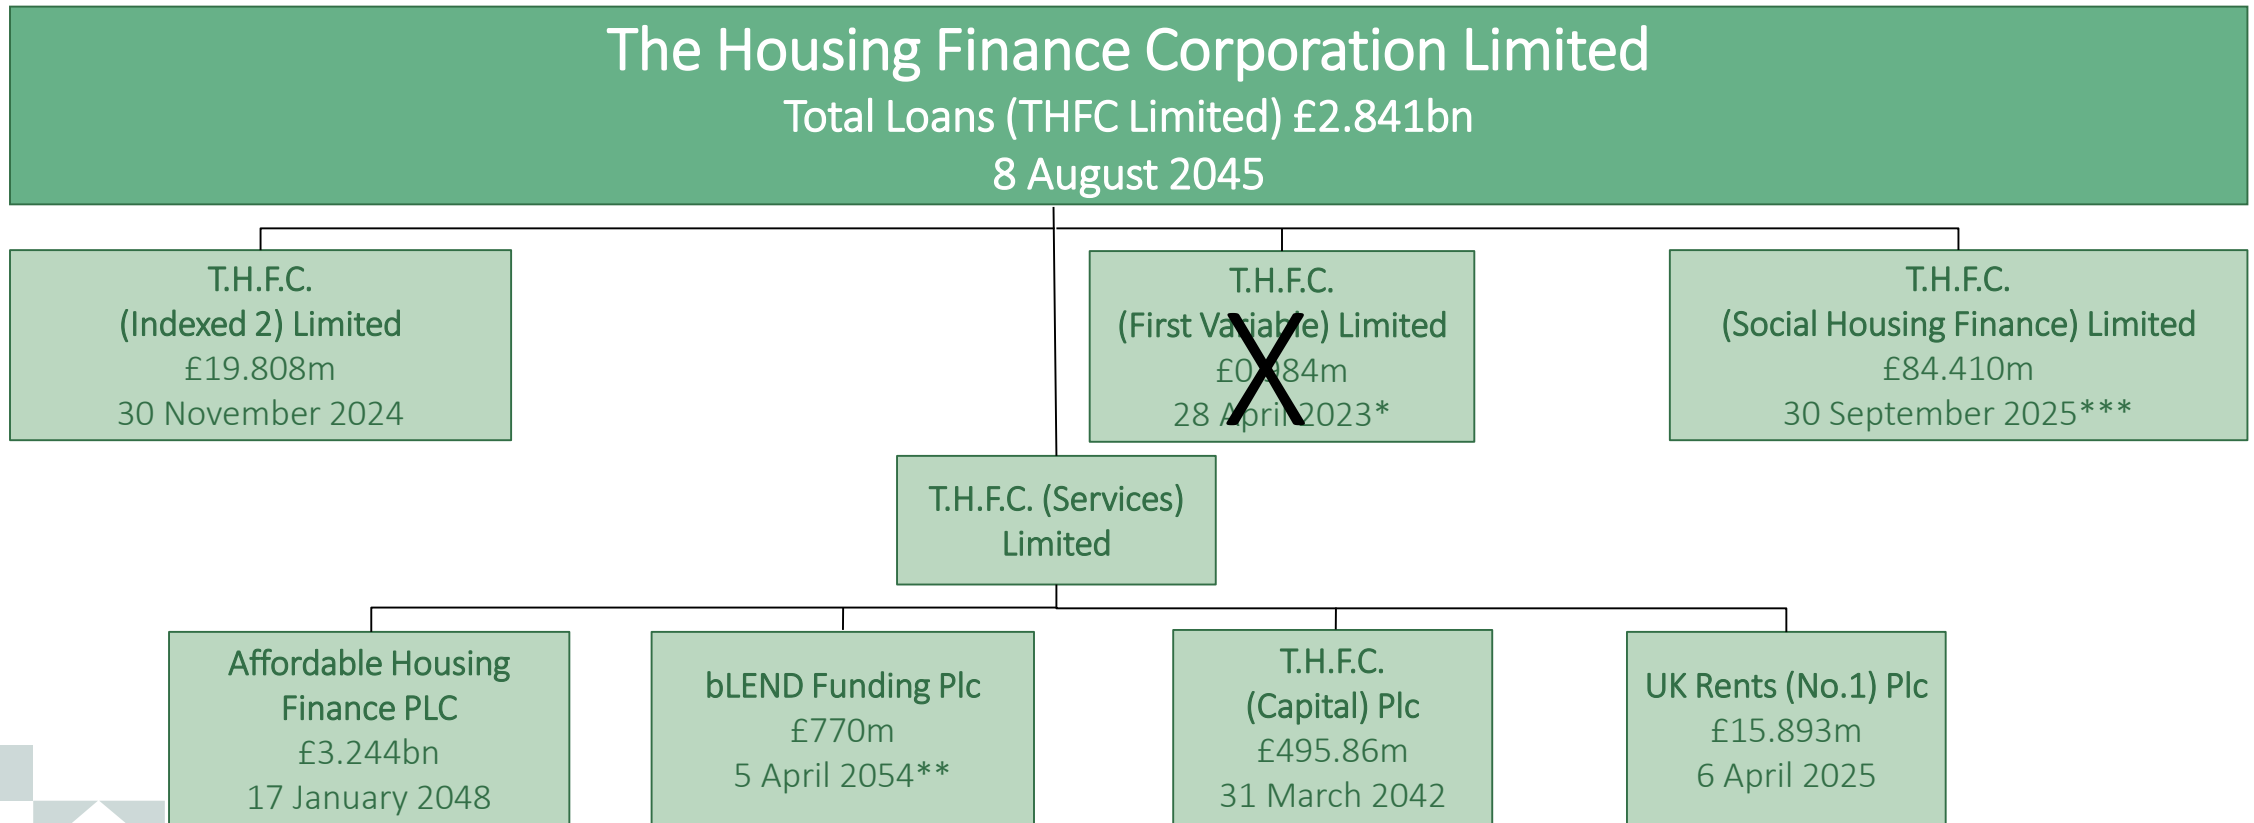 The Housing Finance Corporation Limited
Total Loans (THFC Limited) £2.841bn
8 August 2045
T.H.F.C.
(Indexed 2) Limited
£19.808m
30 November 2024
T.H.F.C.
(First Variable) Limited
£0.984m
28 April 2023*
X
T.H.F.C.
(Social Housing Finance) Limited
£84.410m
30 September 2025***
T.H.F.C. (Services)
Limited
Affordable Housing
Finance PLC
£3.244bn
17 January 2048
bLEND Funding Plc
£770m
5 April 2054**
T.H.F.C.
(Capital) Plc
£495.86m
31 March 2042
UK Rents (No.1) Plc
£15.893m
6 April 2025